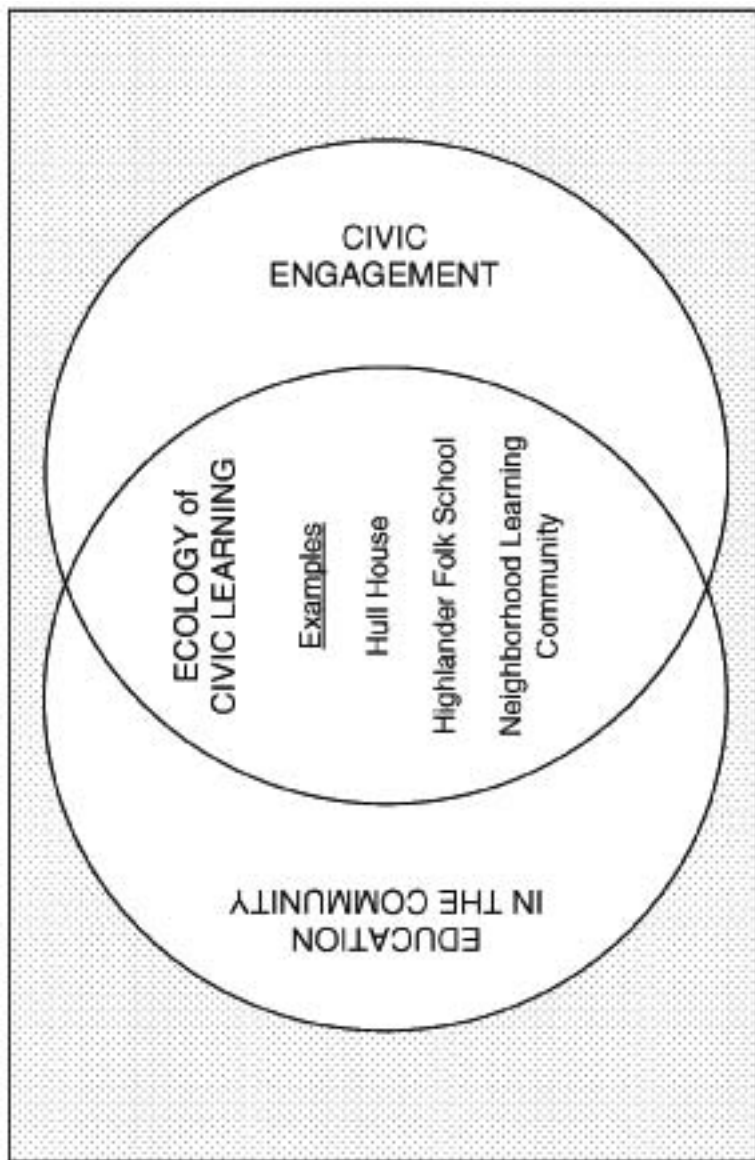 EDUCATION
IN THE COMMUNITY
ECOLOGY of
CIVIC LEARNING
Examples
Hull House
Highlander Folk School
Neighborhood Learning
Community
CIVIC
ENGAGEMENT